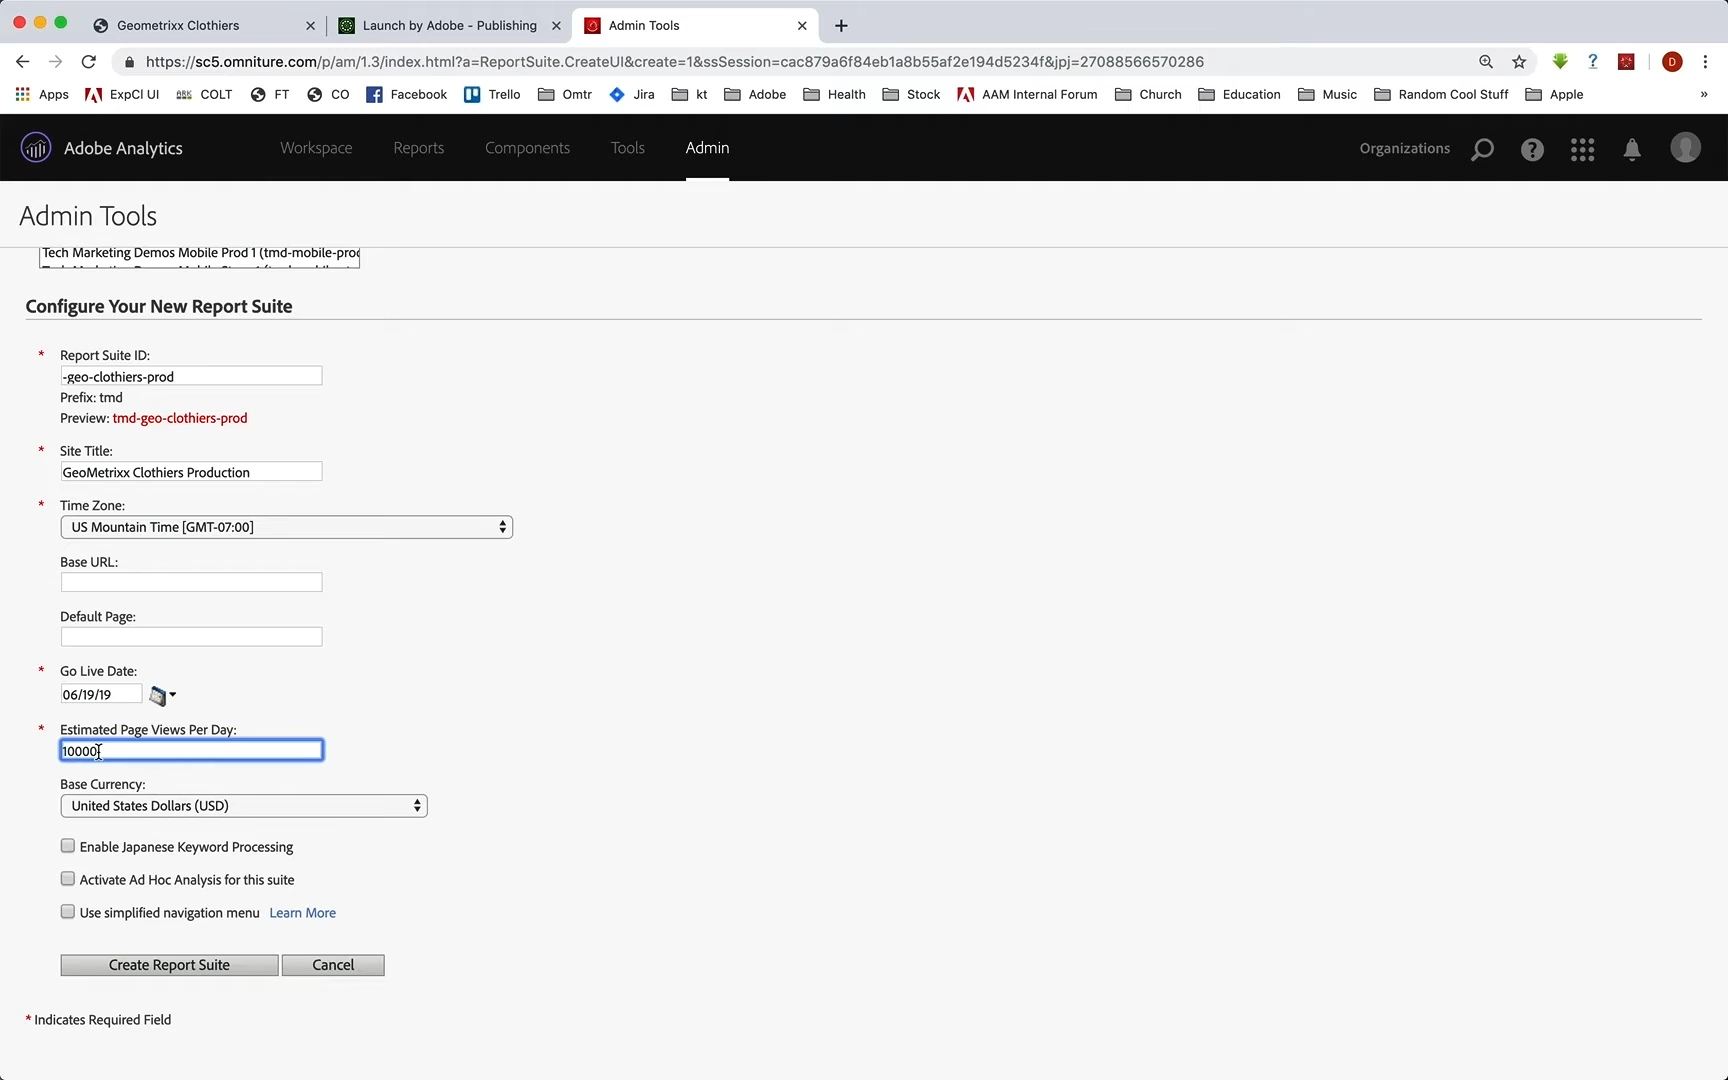 Geometrixx Clothiers
Launch by Adobe - Publishing
Admin Tools
https://sc5.omniture.com/p/am/1.3/index.html?a=ReportSuite.CreateUI&create=1&ssSession=cac879a6f84eb1a8b55af2e194d5234f&jpj=27088566570286
D
Apps ExpCl UI COLT FT CO Facebook Trello Omtr Jira kt Adobe Health Stock AAM Internal Forum Church Education Music Random Cool Stuff Apple »
Adobe Analytics Workspace Reports Components Tools Admin Organizations
Admin Tools
Tech Marketing Demos Mobile Prod 1 (tmd-mobile-prod
Configure Your New Report Suite
* Report Suite ID:
-geo-clothiers-prod
Prefix: tmd
Preview: tmd-geo-clothiers-prod
* Site Title:
GeoMetrixx Clothiers Production
* Time Zone:
US Mountain Time [GMT-07:00]
Base URL:
Default Page:
* Go Live Date:
06/19/19
* Estimated Page Views Per Day:
10000
Base Currency:
United States Dollars (USD)
Enable Japanese Keyword Processing
Activate Ad Hoc Analysis for this suite
Use simplified navigation menu Learn More
Create Report Suite Cancel
* Indicates Required Field